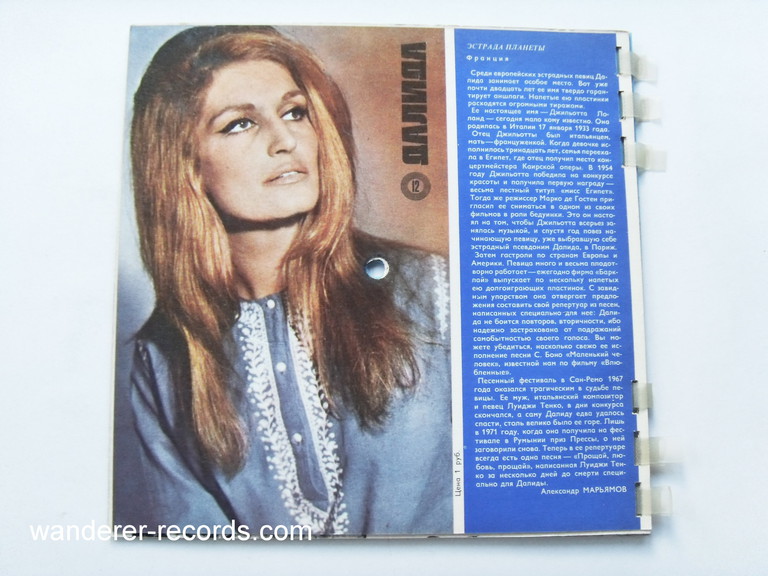 ДАЛИДА
12
ЭСТРАДА ПЛАНЕТЫ
Франция
Среди европейских эстрадных певиц Да-
лида занимает особое место. Вот уже
почти двадцать лет ее имя твердо гаран-
тирует аншлаги. Напетые ею пластинки
расходятся огромными тиражами.
Ее настоящее имя — Джильотта Ла-
ланд — сегодня мало кому известно. Она
родилась в Италии 17 января 1933 года.
Отец Джильотты был итальянцем,
мать — француженкой. Когда девочке ис-
полнилось тринадцать лет, семья перееха-
ла в Египет, где отец получил место кон-
цертмейстера Каирской оперы. В 1954
году Джильотта победила на конкурсе
красоты и получила первую награду —
весьма лестный титул «мисс Египет».
Тогда же режиссер Марко де Гостен при-
гласил ее сниматься в одном из своих
фильмов в роли бедуинки. Это он настоя-
ял на том, чтобы Джильотта всерьез за-
нялась музыкой, и спустя год повез на-
чинающую певицу, уже выбравшую себе
эстрадный псевдоним Далида, в Париж.
Затем гастроли по странам Европы и
Америки. Певица много и весьма плодот-
ворно работает — ежегодно фирма «Барк-
лай» выпускает по нескольку напетых
ею долгоиграющих пластинок. С завид-
ным упорством она отвергает предло-
жения составить свой репертуар из песен,
написанных специально для нее: Дали-
да не боится повторов, вторичности, ибо
надежно застрахована от подражаний
самобытностью своего голоса. Вы мо-
жете убедиться, насколько свежо ее ис-
полнение песни С. Боно «Маленький че-
ловек», известной нам по фильму «Влю-
бленные».
Песенный фестиваль в Сан-Ремо 1967
года оказался трагическим в судьбе пе-
вицы. Ее муж, итальянский композитор
и певец Луиджи Тенко, в дни конкурса
скончался, а саму Далиду едва удалось
спасти, столь велико было ее горе. Лишь
в 1971 году, когда она получила на фес-
тивале в Румынии приз Прессы, о ней
заговорили снова. Теперь в ее репертуаре
всегда есть одна песня — «Прощай, лю-
бовь, прощай», написанная Луиджи Тен-
ко за несколько дней до смерти специ-
ально для Далиды.
Александр МАРЬЯМОВ
Цена 1 руб.
wanderer-records.com